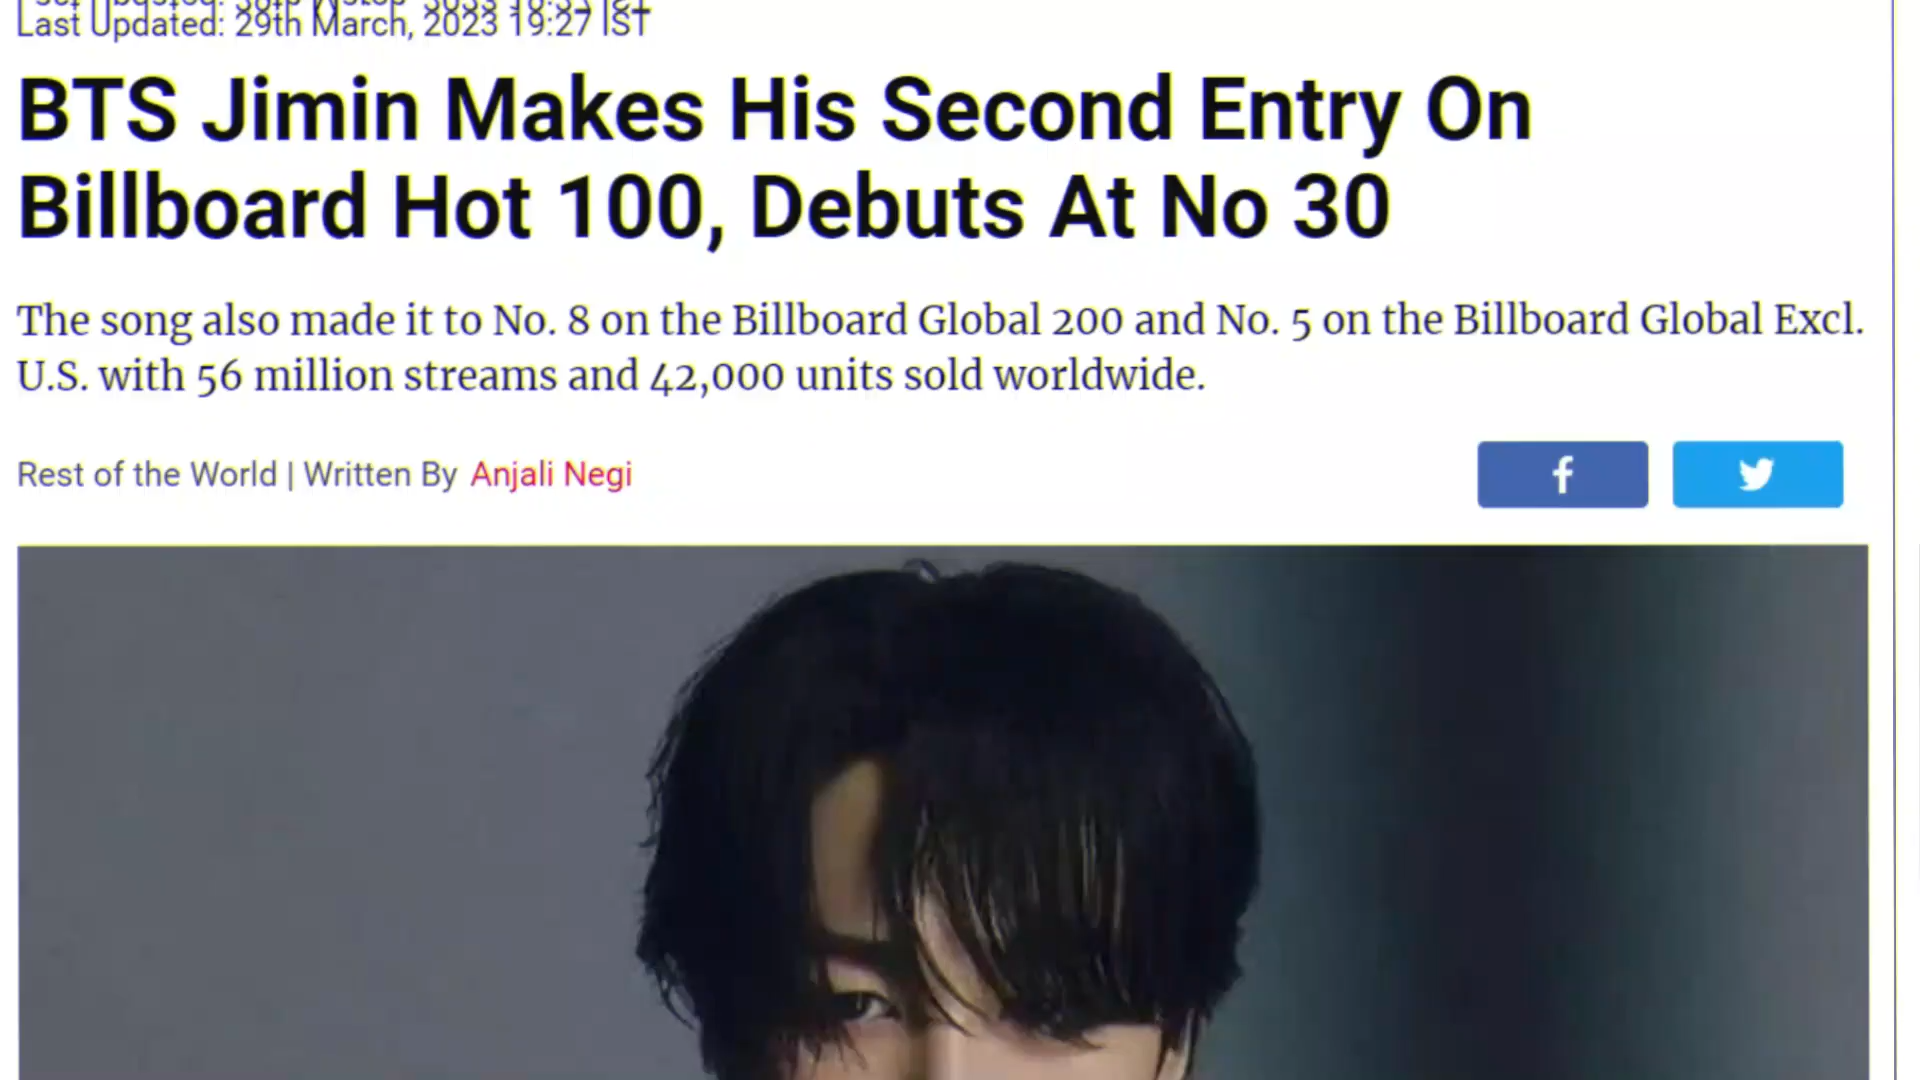 Last Updated: 29th March, 2023 19:27 IST
BTS Jimin Makes His Second Entry On
Billboard Hot 100, Debuts At No 30
The song also made it to No. 8 on the Billboard Global 200 and No. 5 on the Billboard Global Excl.
U.S. with 56 million streams and 42,000 units sold worldwide.
Rest of the World | Written By Anjali Negi